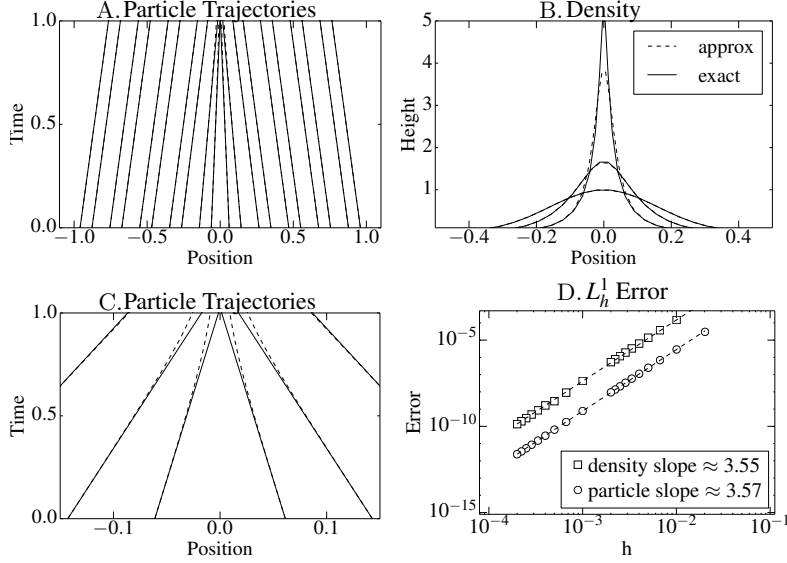 A. Particle Trajectories
Time
1.0
0.5
0.0
−1.0 −0.5 0.0 0.5 1.0
Position
B. Density
Height
5
4
3
2
1
approx
exact
−0.4 −0.2 0.0 0.2 0.4
Position
C. Particle Trajectories
Time
1.0
0.5
0.0
−0.1 0.0 0.1
Position
D. L_h^1 Error
Error
10^−5
10^−10
10^−15
density slope ≈ 3.55
particle slope ≈ 3.57
10^−4 10^−3 10^−2 10^−1
h